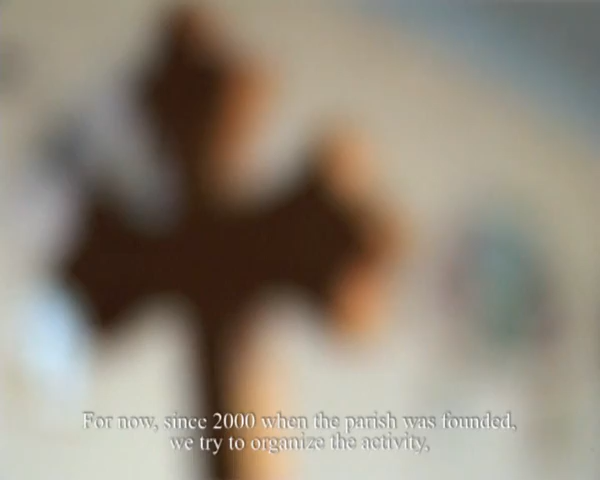 For now, since 2000 when the parish was founded,
we try to organize the activity,